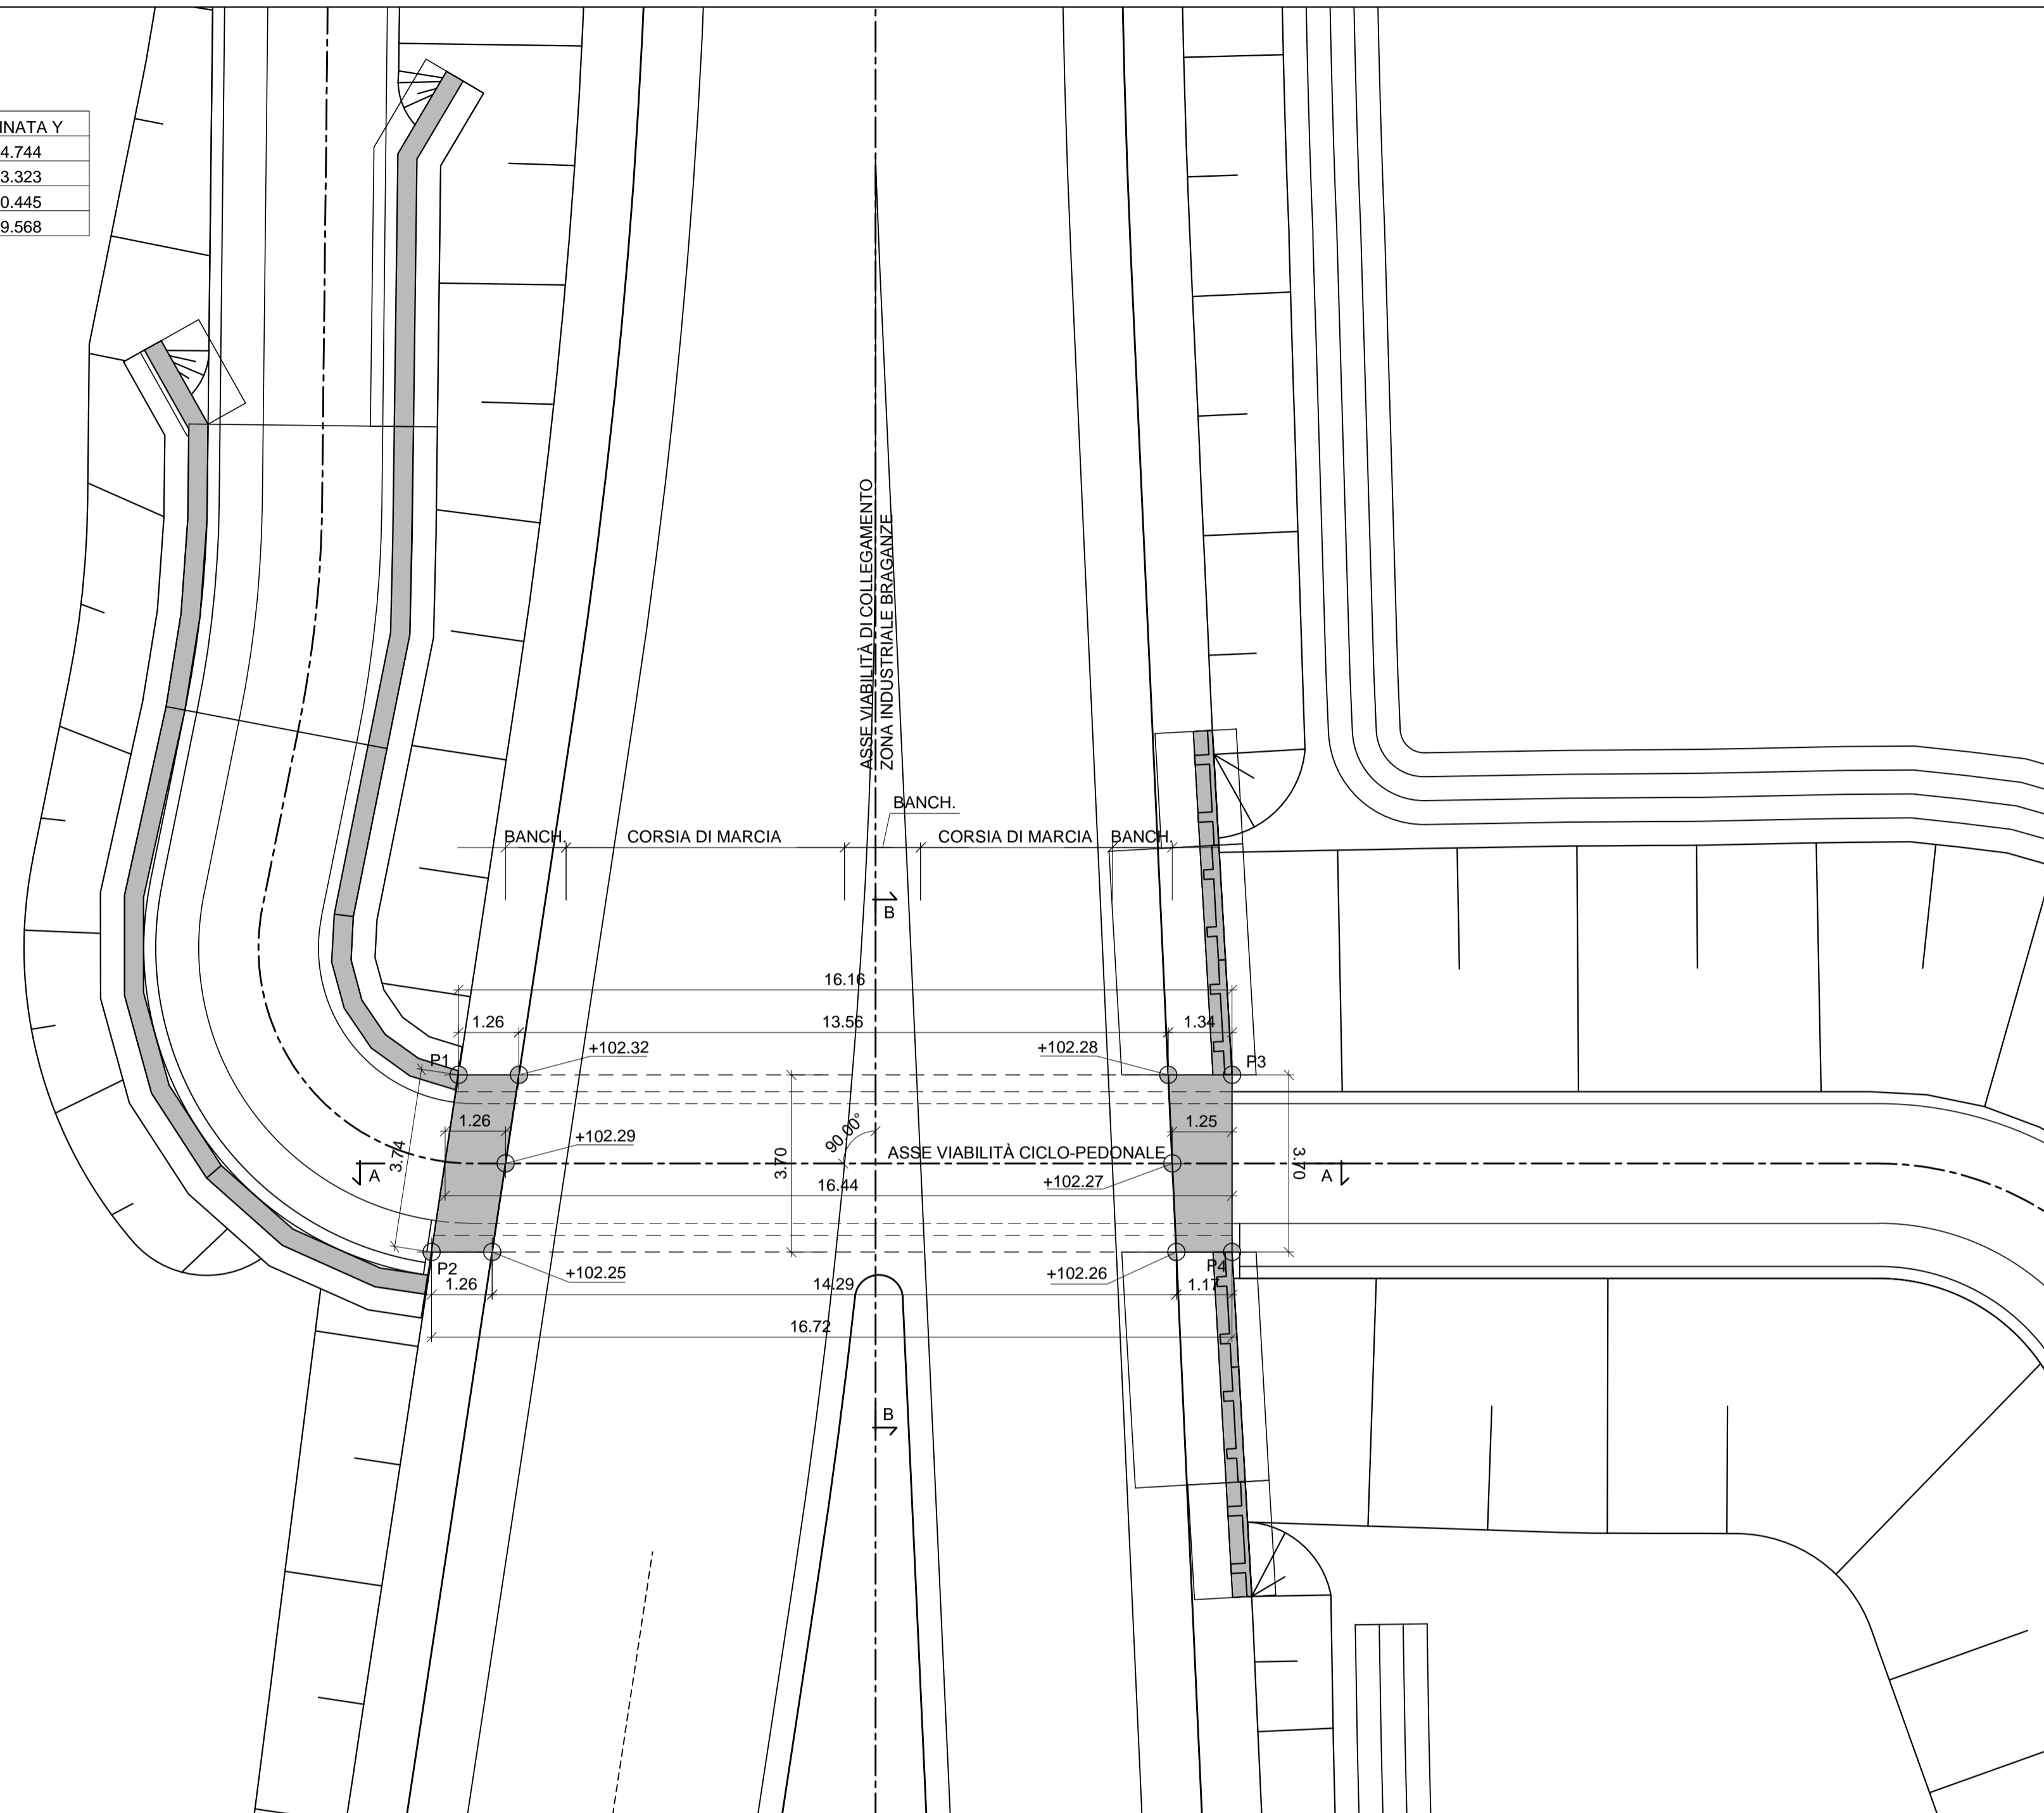 INATA Y
4.744
3.323
0.445
9.568
ASSE VIABILITÀ DI COLLEGAMENTO
ZONA INDUSTRIALE BRAGANZE
BANCH.
BANCH.
CORSIA DI MARCIA
CORSIA DI MARCIA
BANCH.
B
16.16
1.26
13.56
1.34
+102.32
+102.28
P1
P3
1.26
1.25
+102.29
90.00°
3.74
3.70
ASSE VIABILITÀ CICLO-PEDONALE
3.70
A
A
+102.27
16.44
P2
+102.25
+102.26
P4
1.26
14.29
1.17
16.72
B